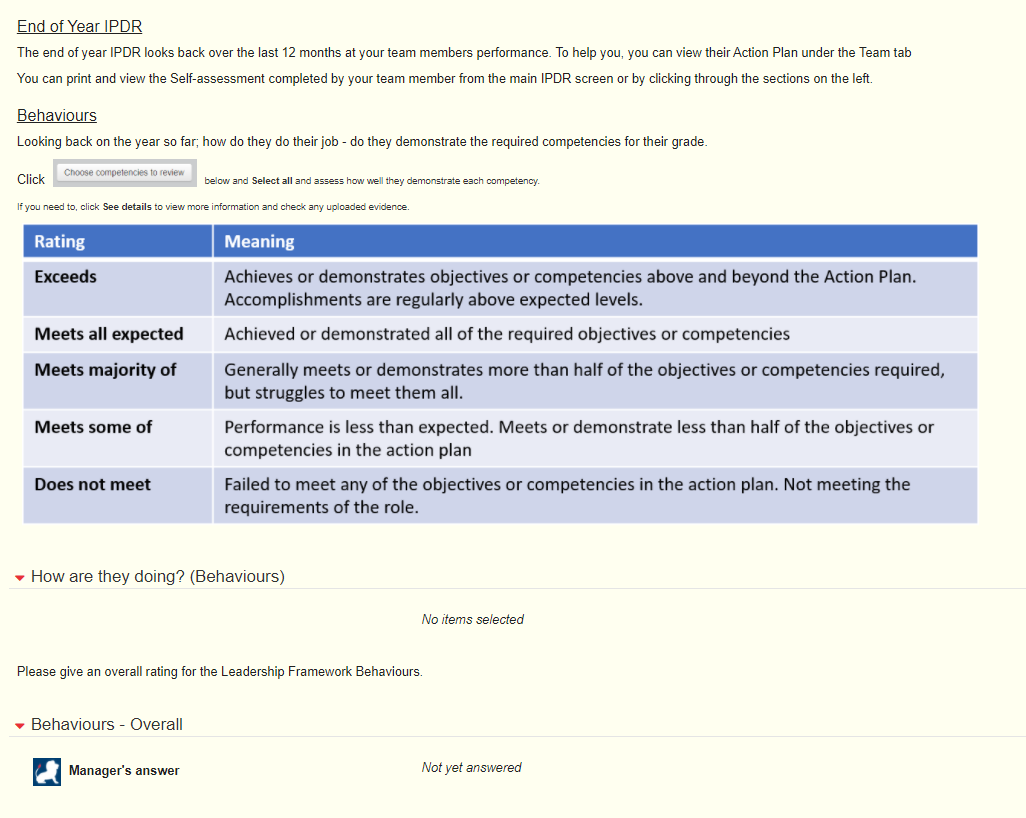 End of Year IPDR
The end of year IPDR looks back over the last 12 months at your team members performance. To help you, you can view their Action Plan under the Team tab
You can print and view the Self-assessment completed by your team member from the main IPDR screen or by clicking through the sections on the left.
Behaviours
Looking back on the year so far; how do they do their job - do they demonstrate the required competencies for their grade.
Click Choose competencies to review below and Select all and assess how well they demonstrate each competency.
If you need to, click See details to view more information and check any uploaded evidence.
Rating Meaning
Exceeds Achieves or demonstrates objectives or competencies above and beyond the Action Plan.
Accomplishments are regularly above expected levels.
Meets all expected Achieved or demonstrated all of the required objectives or competencies
Meets majority of Generally meets or demonstrates more than half of the objectives or competencies required,
but struggles to meet them all.
Meets some of Performance is less than expected. Meets or demonstrate less than half of the objectives or
competencies in the action plan
Does not meet Failed to meet any of the objectives or competencies in the action plan. Not meeting the
requirements of the role.
How are they doing? (Behaviours)
No items selected
Please give an overall rating for the Leadership Framework Behaviours.
Behaviours - Overall
Manager's answer Not yet answered